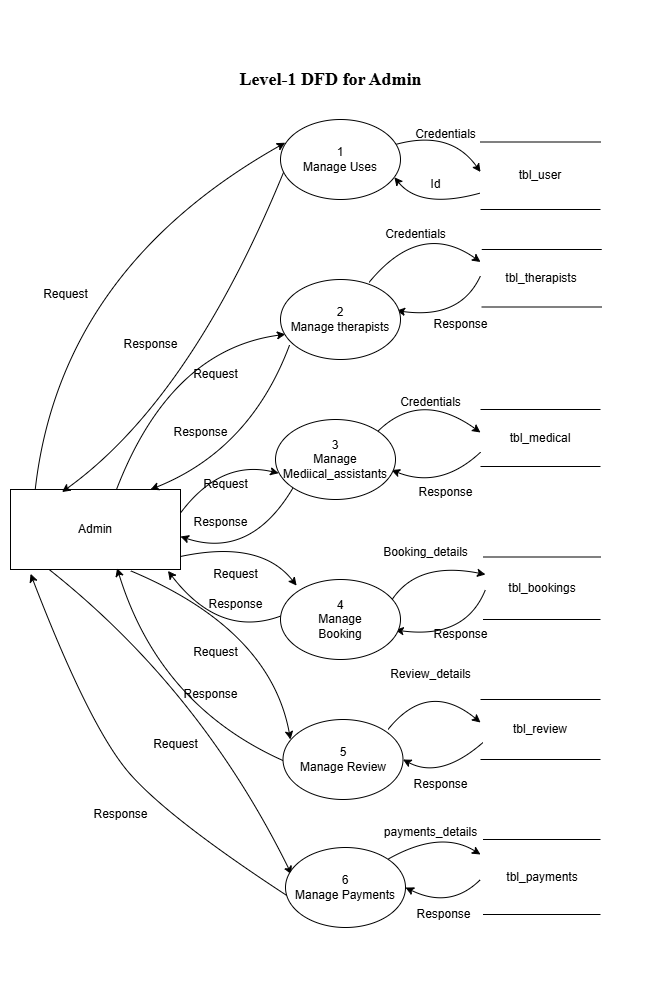 Level-1 DFD for Admin
Credentials
1
Manage Uses
tbl_user
Id
Credentials
tbl_therapists
Request
2
Manage therapists
Response
Response
Request
Credentials
Response
3
Manage
Mediical_assistants
tbl_medical
Request
Response
Response
Admin
Booking_details
Request
tbl_bookings
Response
4
Manage
Booking
Response
Request
Review_details
Response
tbl_review
Request
5
Manage Review
Response
Response
payments_details
6
Manage Payments
tbl_payments
Response